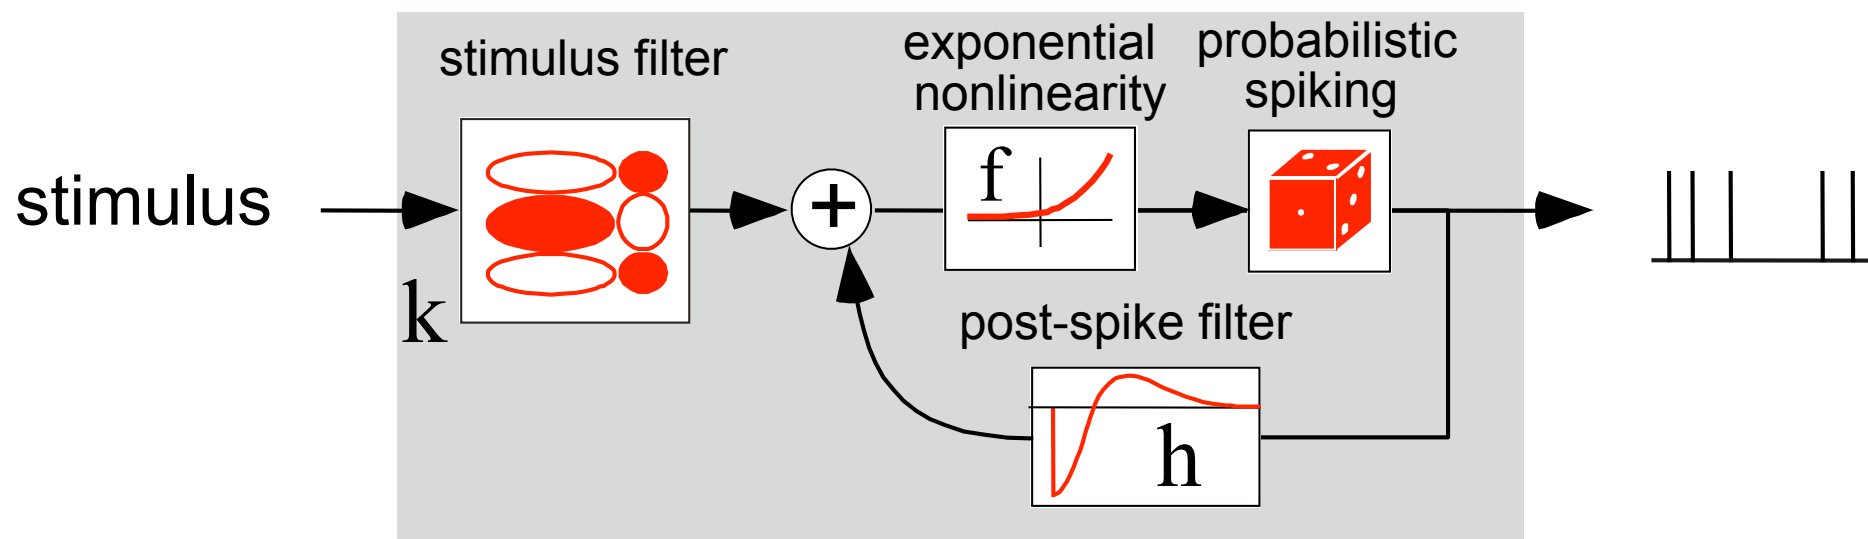 stimulus
stimulus filter
k
+
exponential
nonlinearity
f
probabilistic
spiking
post-spike filter
h